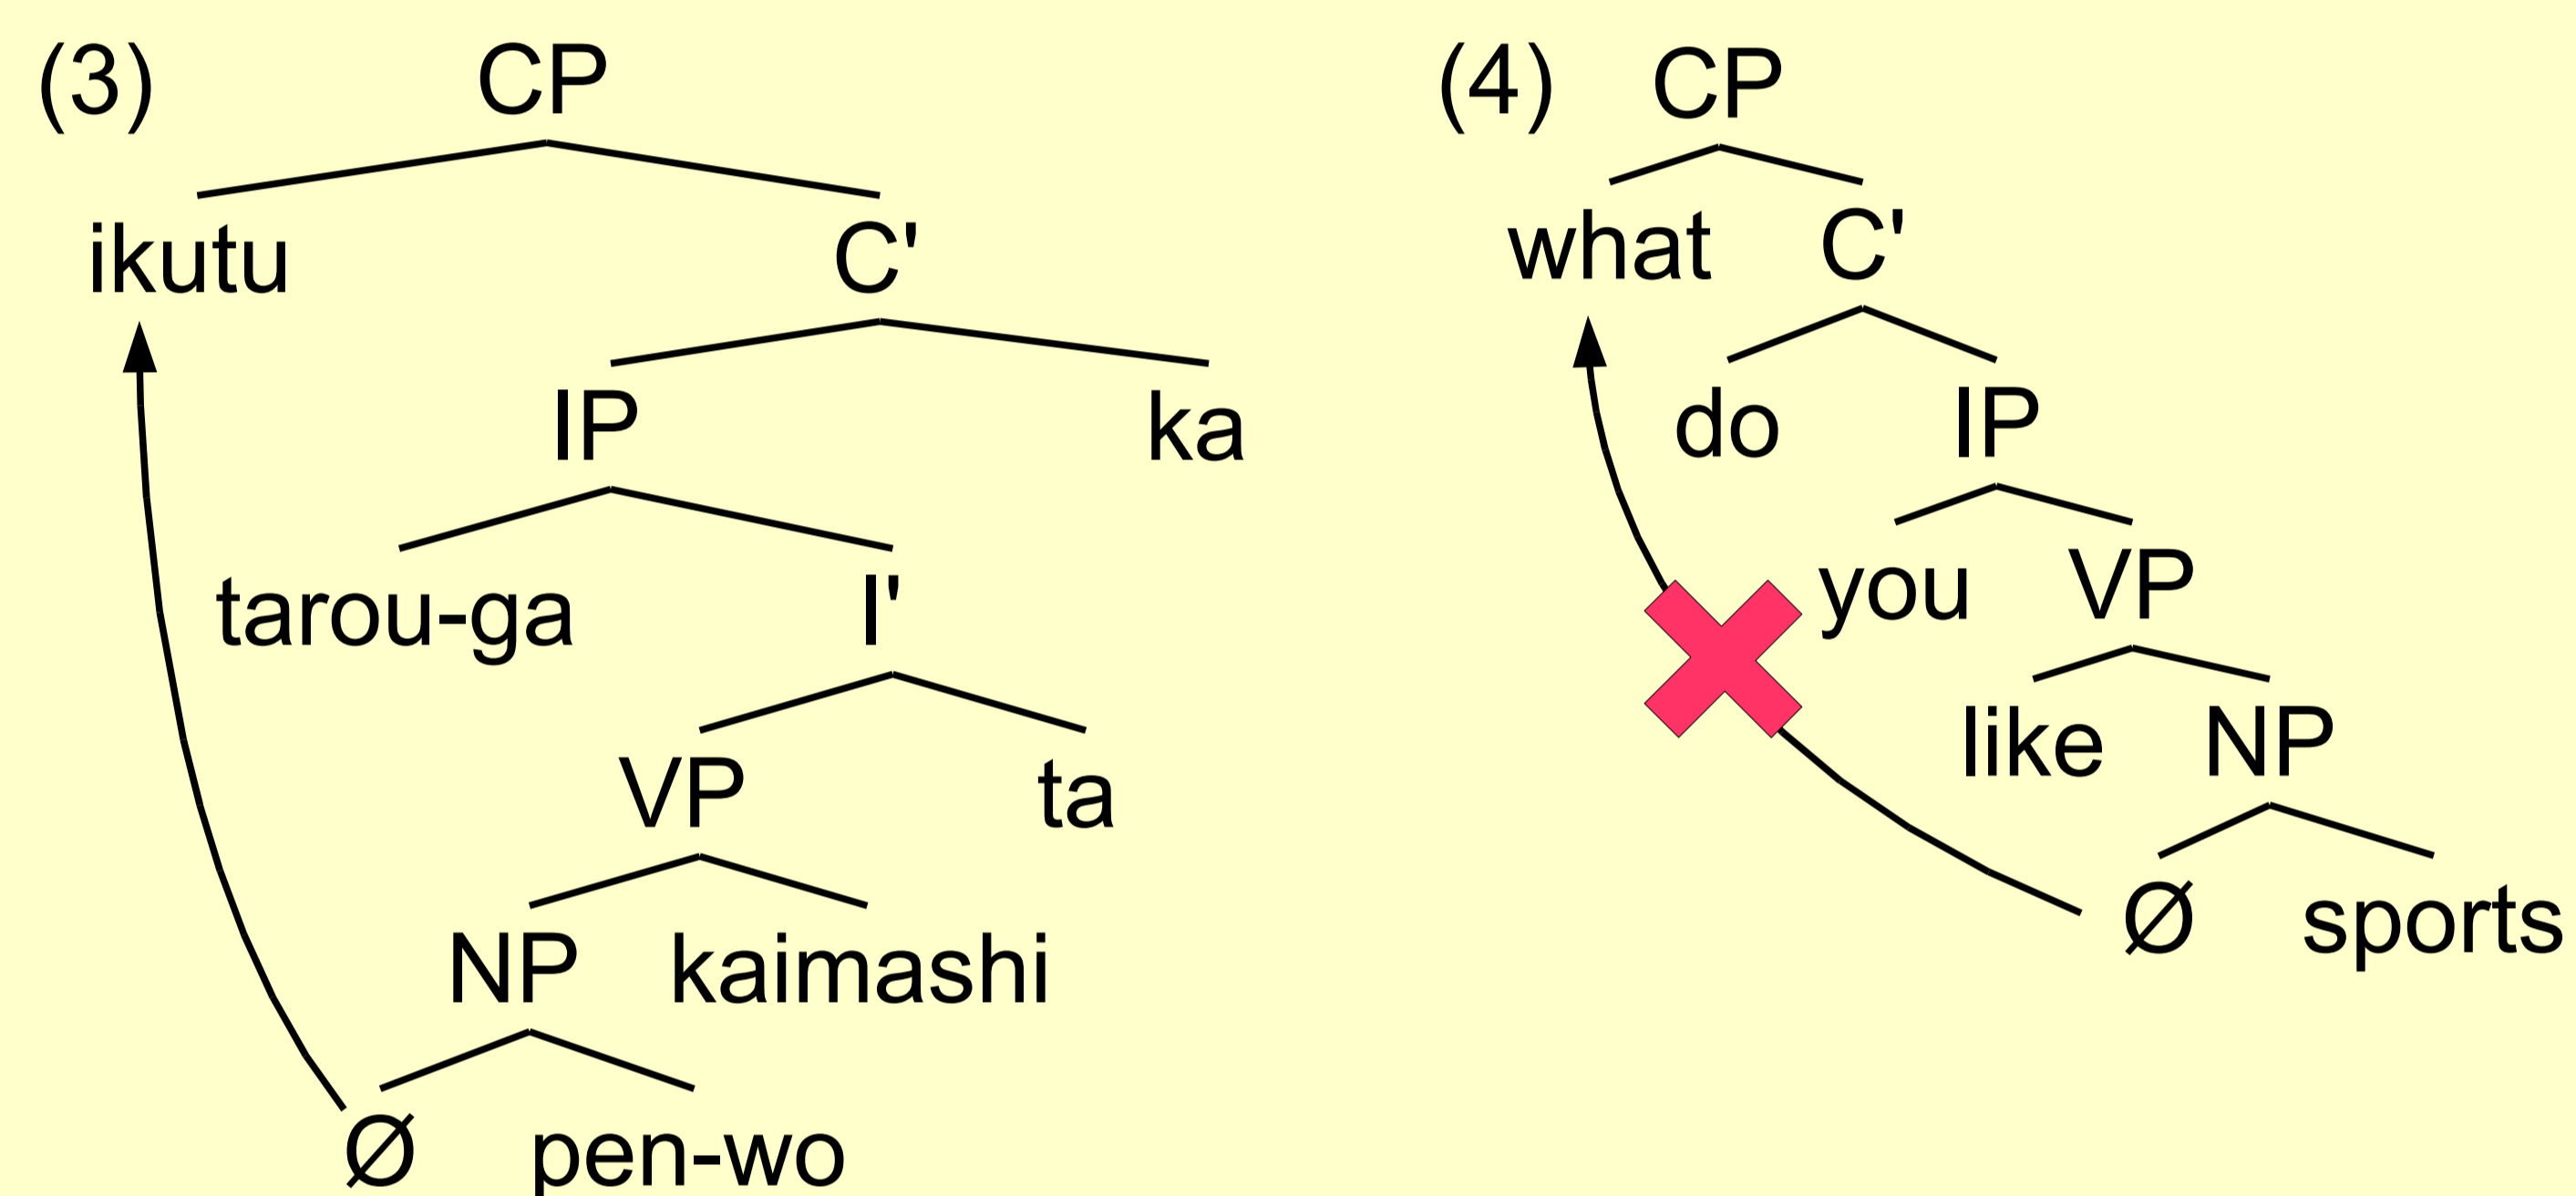 (3) CP
ikutu C'
IP ka
tarou-ga I'
VP ta
NP kaimashi
Ø pen-wo
(4) CP
what C'
do IP
you VP
like NP
Ø sports